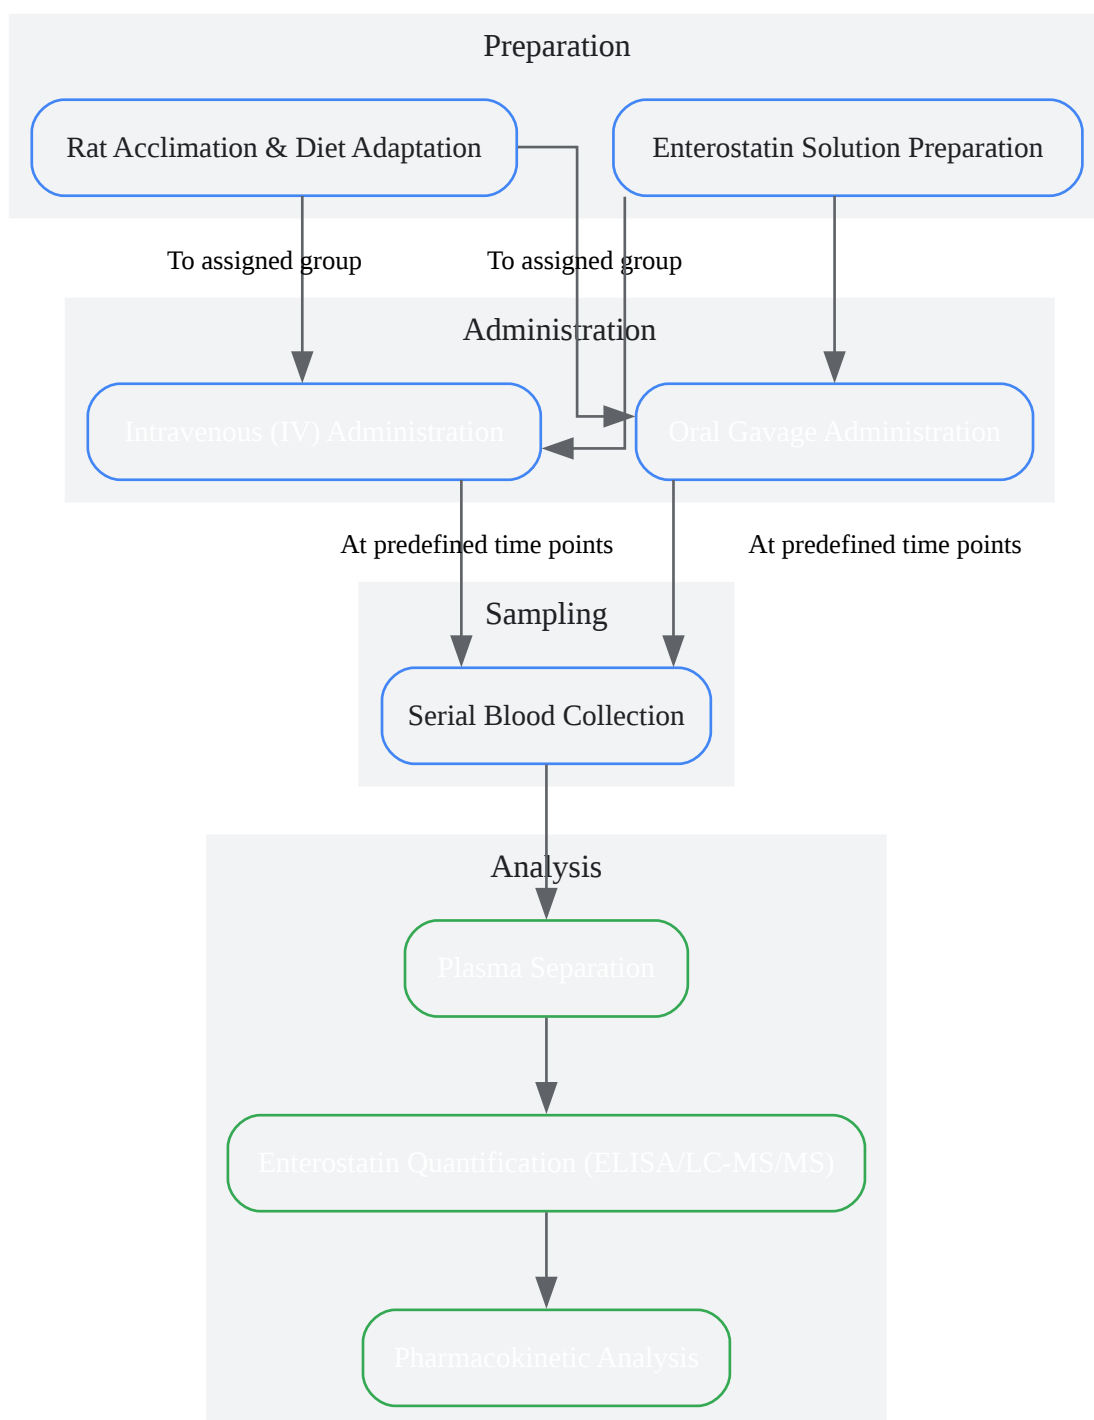 Preparation
Rat Acclimation & Diet Adaptation
Enterostatin Solution Preparation
To assigned group
To assigned group
Administration
Intravenous (IV) Administration
Oral Gavage Administration
At predefined time points
At predefined time points
Sampling
Serial Blood Collection
Analysis
Plasma Separation
Enterostatin Quantification (ELISA/LC-MS/MS)
Pharmacokinetic Analysis